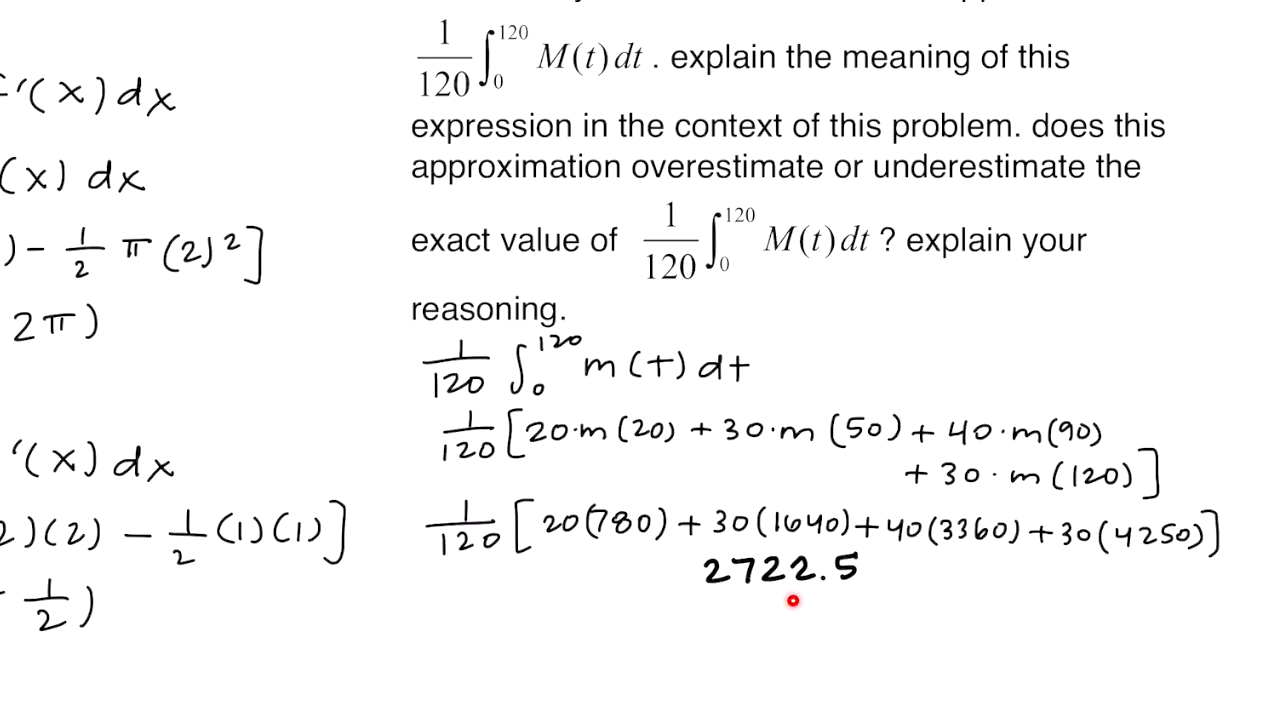 '(x) dx
(x) dx
) - 1/2 π (2)²]
2π)
'(x) dx
)(2) - 1/2 (1)(1)]
1/2)
1/120 ∫₀¹²⁰ M(t) dt . explain the meaning of this
expression in the context of this problem. does this
approximation overestimate or underestimate the
exact value of 1/120 ∫₀¹²⁰ M(t) dt ? explain your
reasoning.
1/120 ∫₀¹²⁰ m(t) dt
1/120 [20·m(20) + 30·m(50) + 40·m(90)
+ 30·m(120)]
1/120 [20(780) + 30(1640) + 40(3360) + 30(4250)]
2722.5